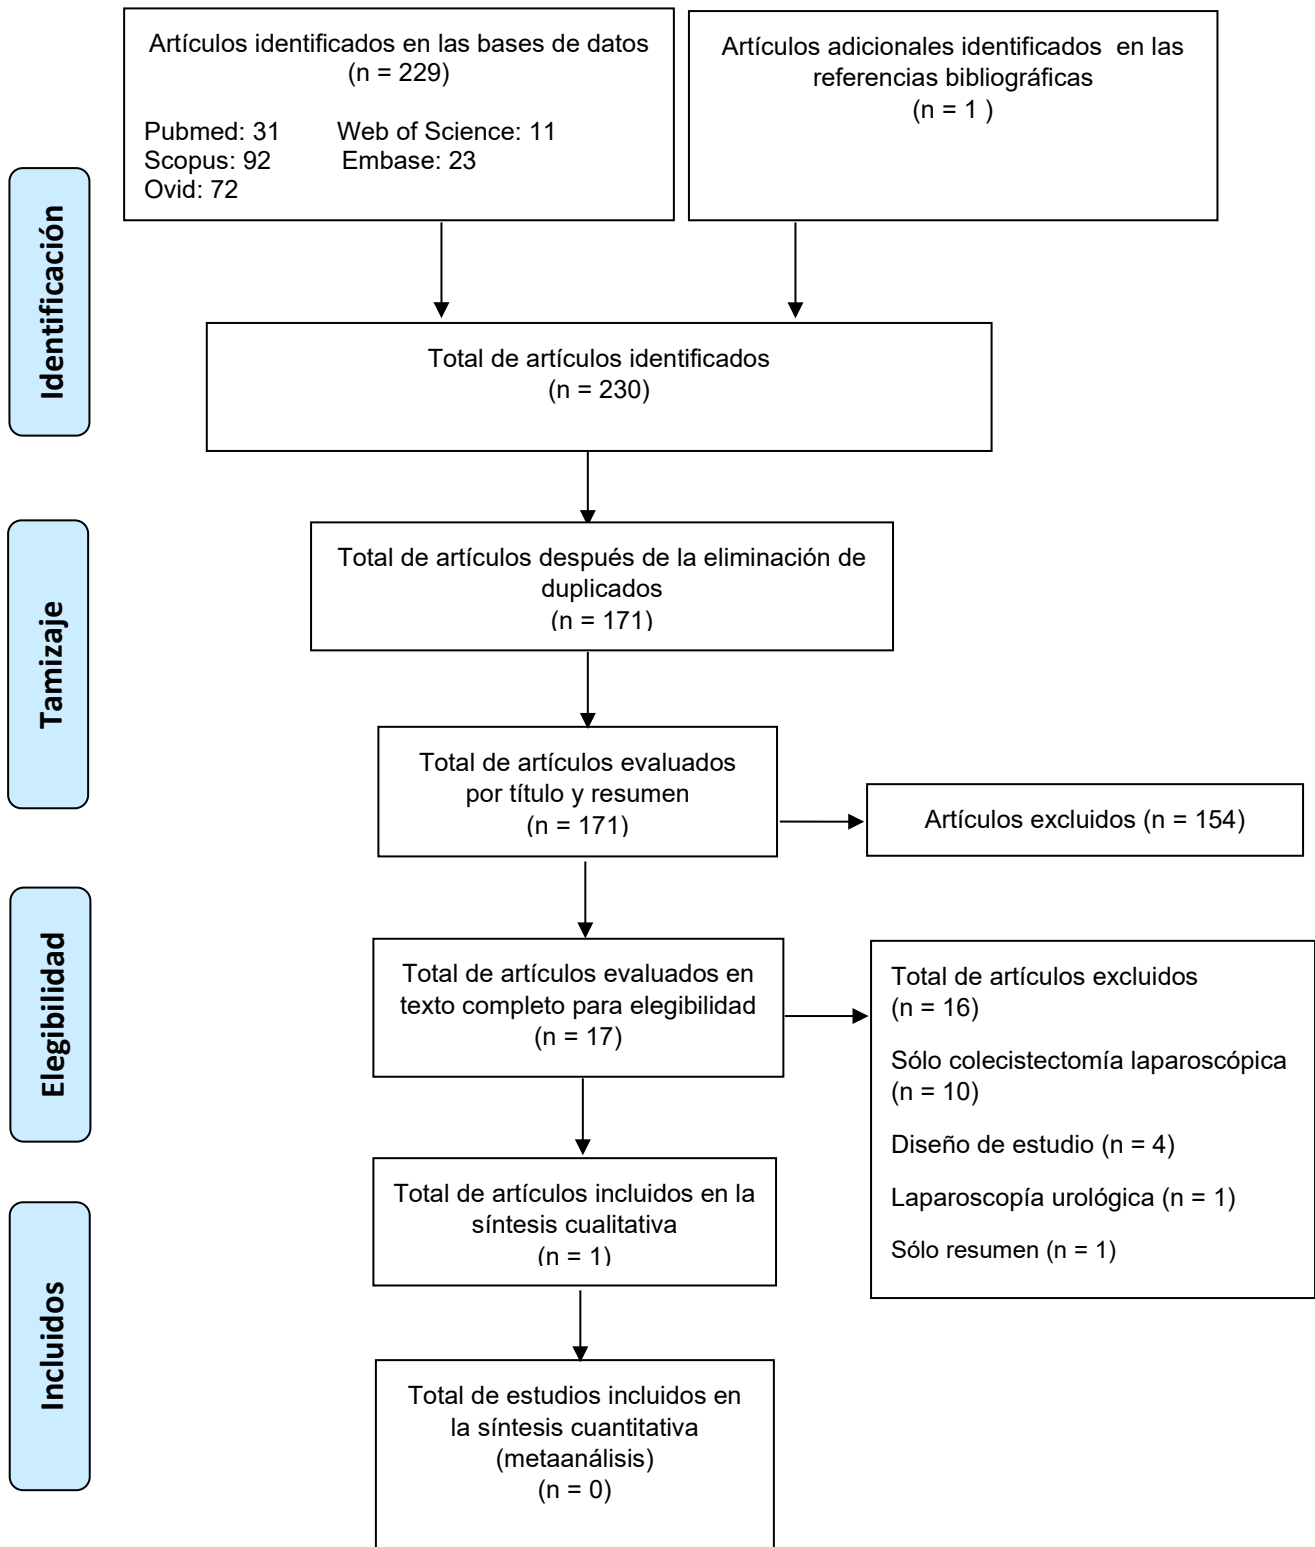 Artículos identificados en las bases de datos
(n = 229)
Pubmed: 31 Web of Science: 11
Scopus: 92 Embase: 23
Ovid: 72
Artículos adicionales identificados en las
referencias bibliográficas
(n = 1 )
Identificación
Total de artículos identificados
(n = 230)
Tamizaje
Total de artículos después de la eliminación de
duplicados
(n = 171)
Total de artículos evaluados
por título y resumen
(n = 171)
Artículos excluidos (n = 154)
Elegibilidad
Total de artículos evaluados en
texto completo para elegibilidad
(n = 17)
Total de artículos excluidos
(n = 16)
Sólo colecistectomía laparoscópica
(n = 10)
Diseño de estudio (n = 4)
Laparoscopía urológica (n = 1)
Sólo resumen (n = 1)
Incluidos
Total de artículos incluidos en la
síntesis cualitativa
(n = 1)
Total de estudios incluidos en
la síntesis cuantitativa
(metaanálisis)
(n = 0)